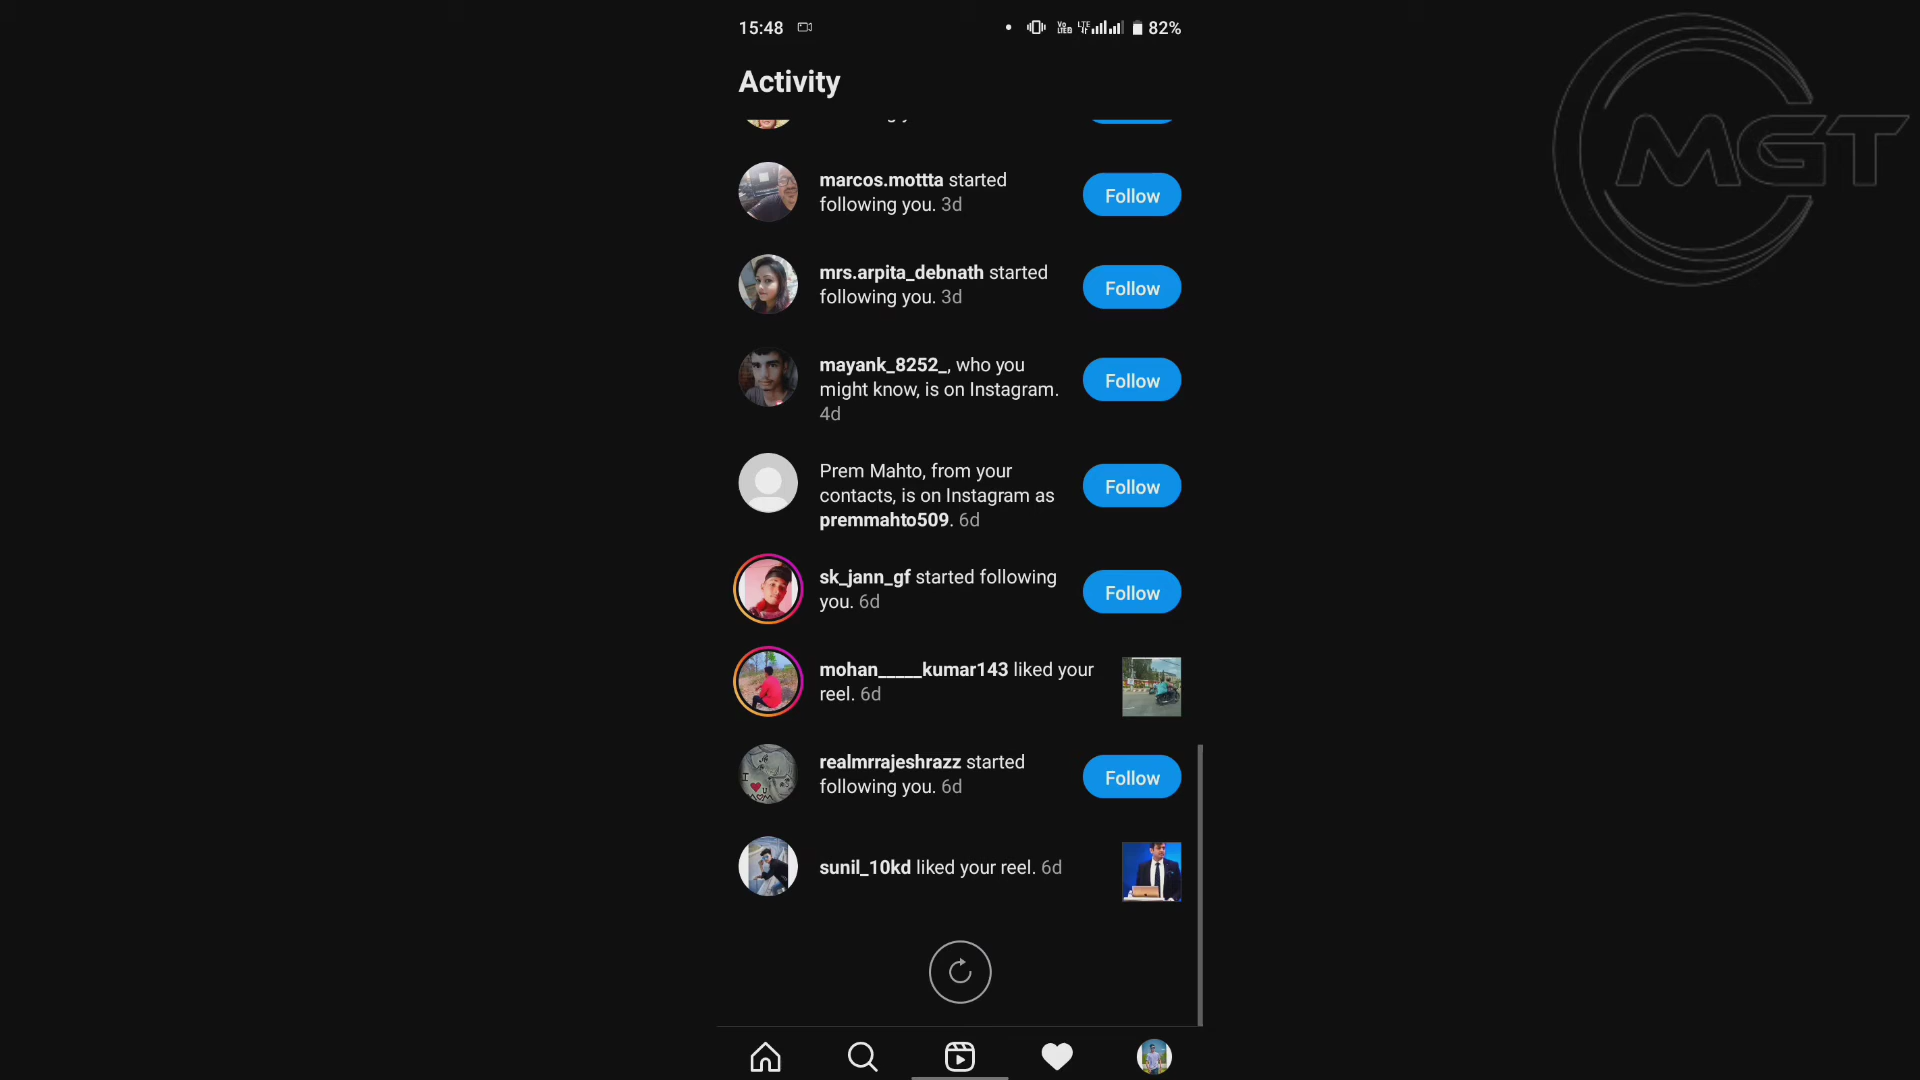 15:48
82%
MGT
Activity
marcos.mottta started
following you. 3d
Follow
mrs.arpita_debnath started
following you. 3d
Follow
mayank_8252_, who you
might know, is on Instagram.
4d
Follow
Prem Mahto, from your
contacts, is on Instagram as
premmahto509. 6d
Follow
sk_jann_gf started following
you. 6d
Follow
mohan_____kumar143 liked your
reel. 6d
realmrrajeshrazz started
following you. 6d
Follow
sunil_10kd liked your reel. 6d